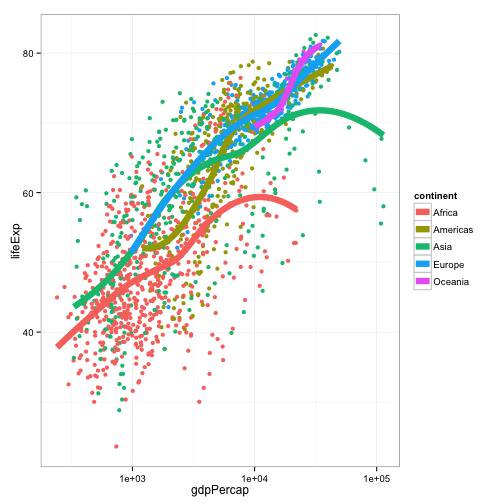 80
60
40
lifeExp
1e+03
1e+04
1e+05
gdpPercap
continent
Africa
Americas
Asia
Europe
Oceania